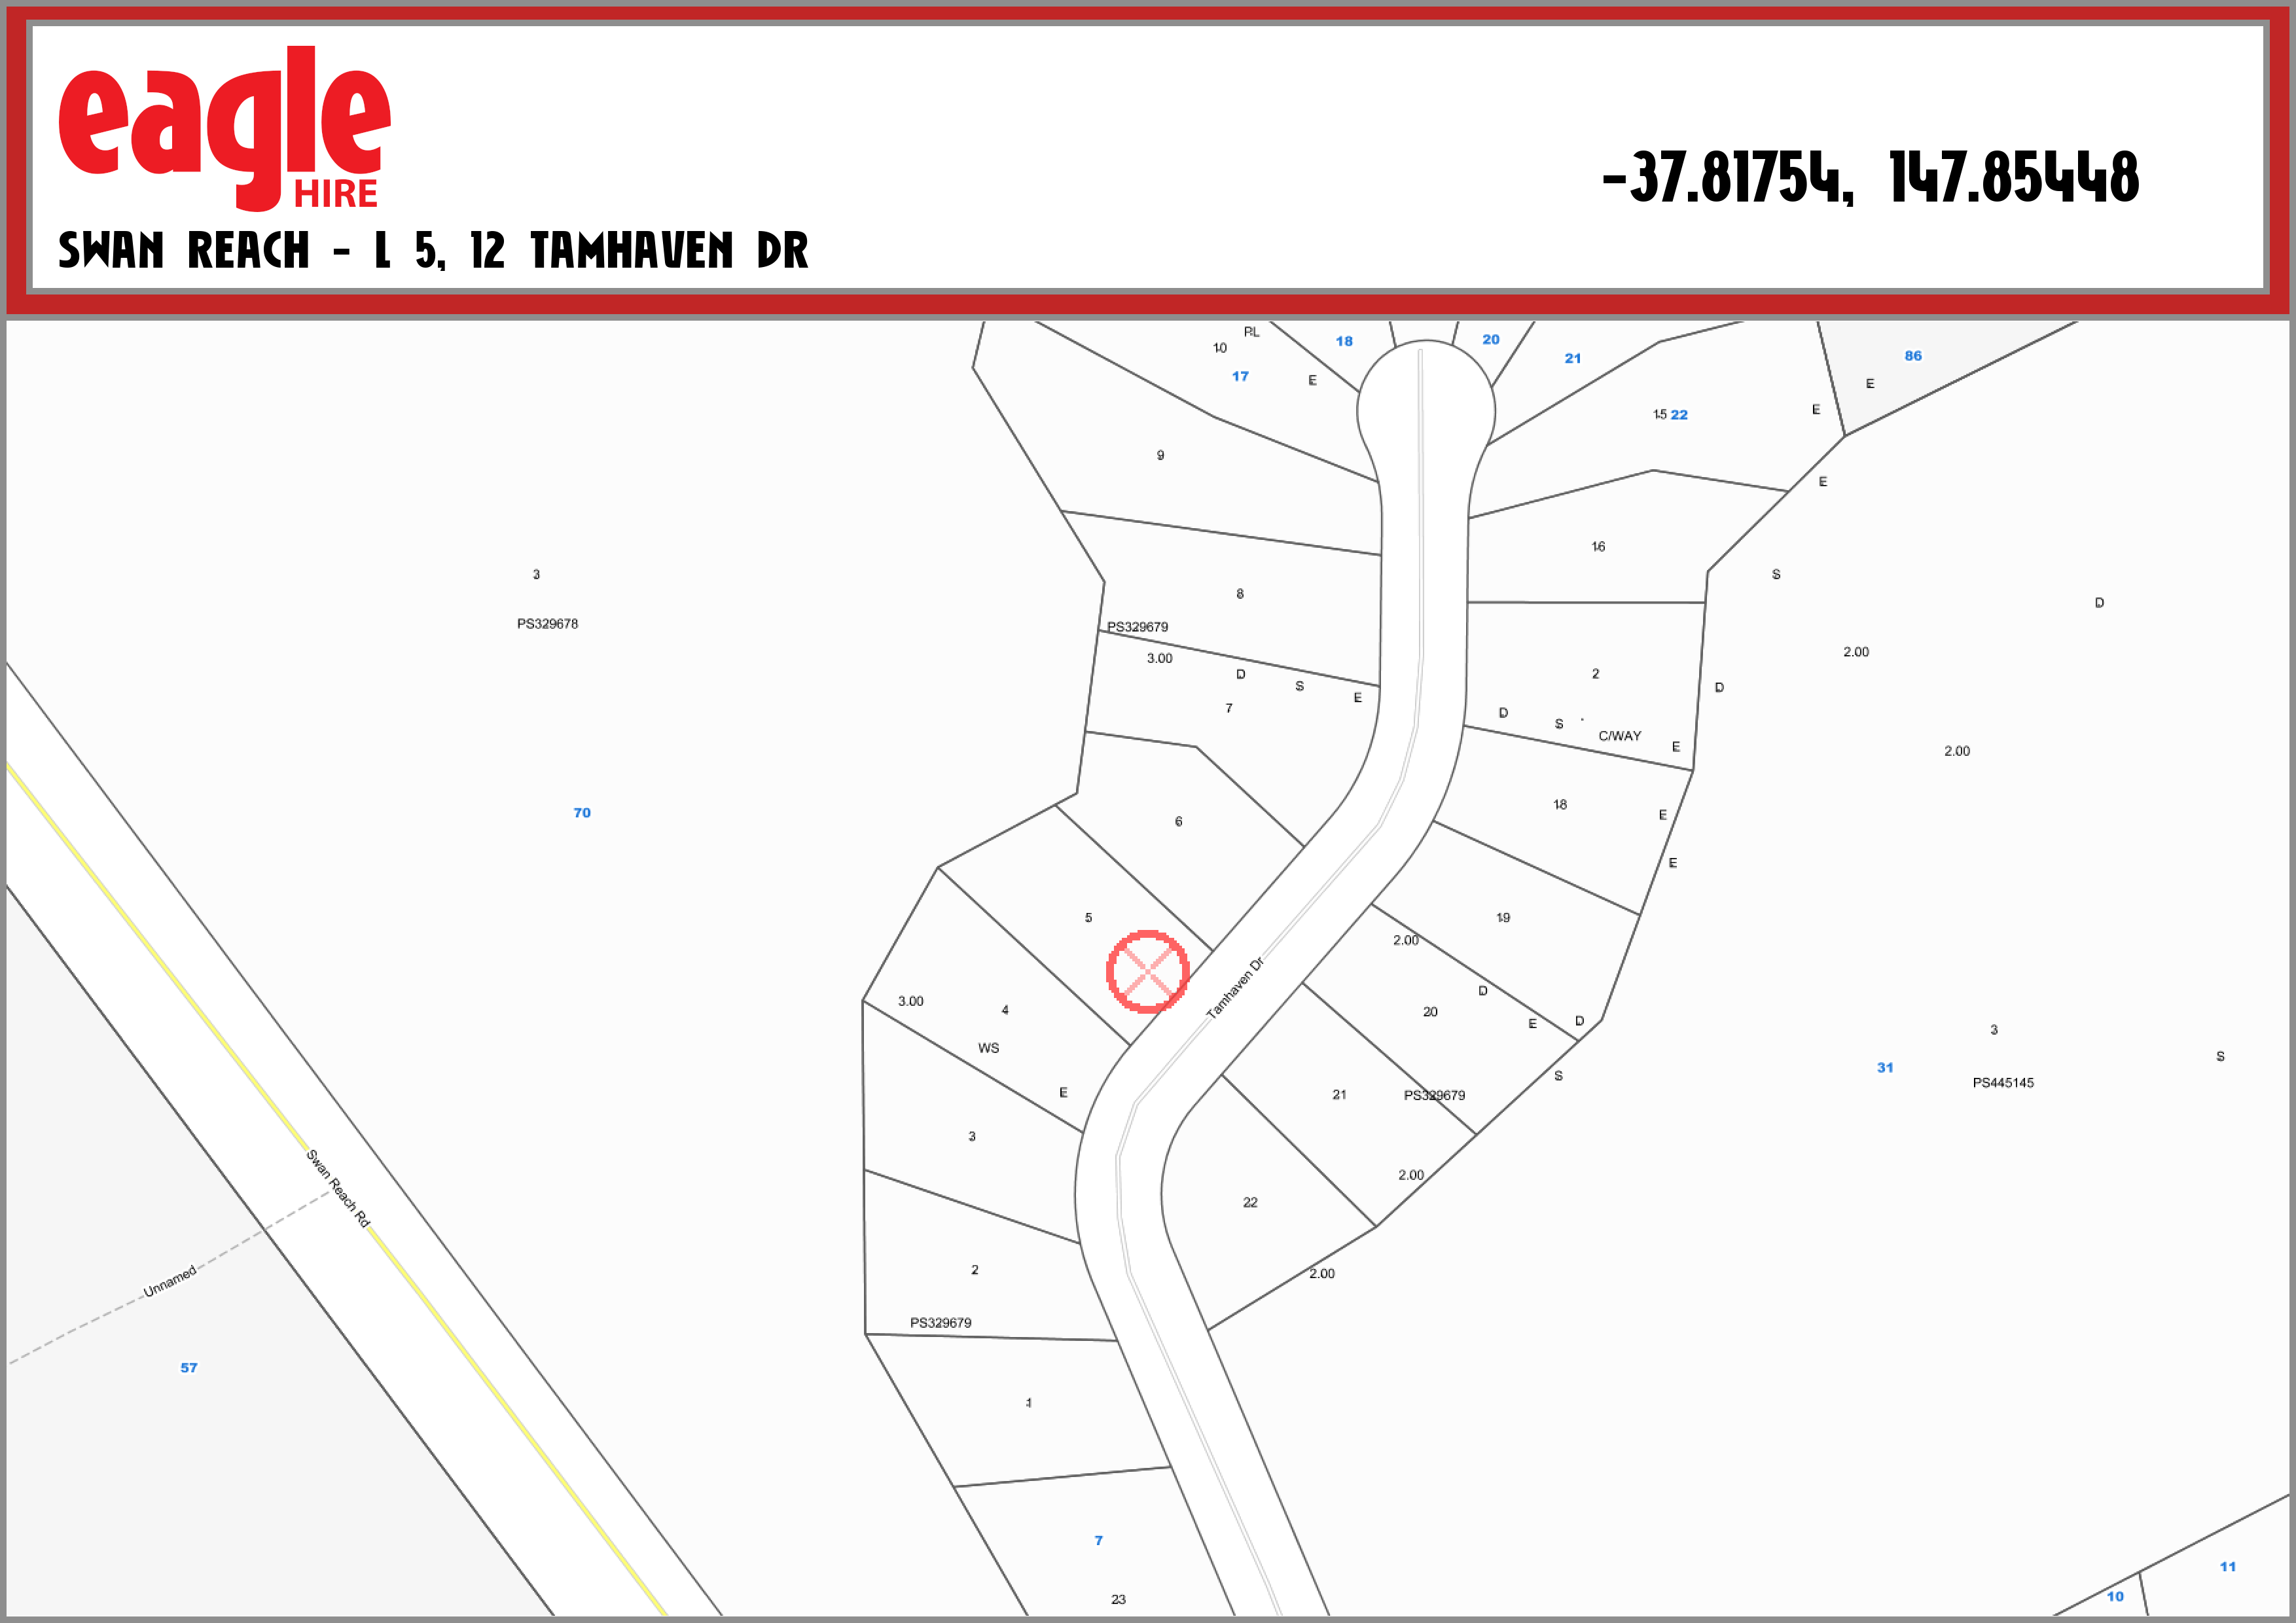 eagle
HIRE
-37.81754, 147.85448
SWAN REACH - L 5, 12 TAMHAVEN DR
PL
10
18
20
21
86
17
E
E
15 22
E
9
E
16
3
S
8
D
PS329678
PS329679
3.00
2.00
D
2
S
D
E
7
D
S
C/WAY
E
2.00
18
70
E
6
E
5
19
2.00
Tamhaven Dr
D
3.00
4
20
E
D
3
WS
S
31
S
PS445145
E
21
PS329679
3
2.00
Swan Reach Rd
22
2
2.00
Unnamed
PS329679
57
1
7
11
23
10